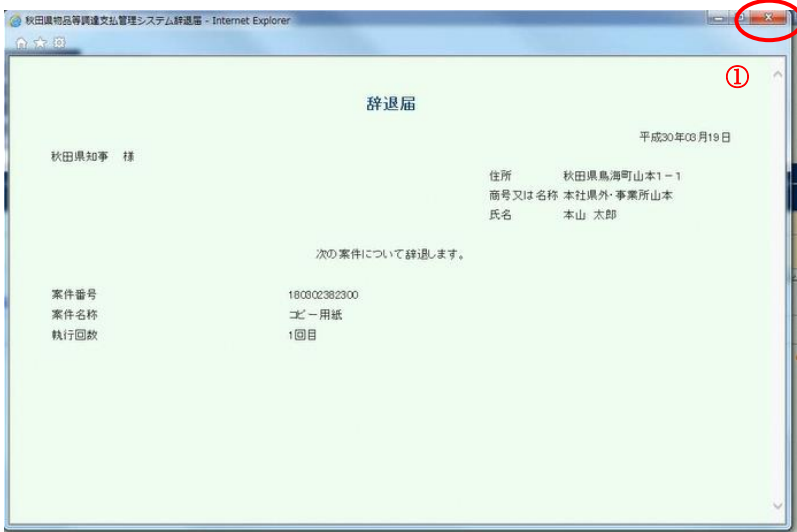 秋田県物品等調達支払管理システム辞退届 - Internet Explorer
①
辞退届
平成30年03月19日
秋田県知事 様
住所 秋田県鳥海町山本1-1
商号又は名称 本社県外・事業所山本
氏名 本山 太郎
次の案件について辞退します。
案件番号 180302382300
案件名称 コピー用紙
執行回数 1回目